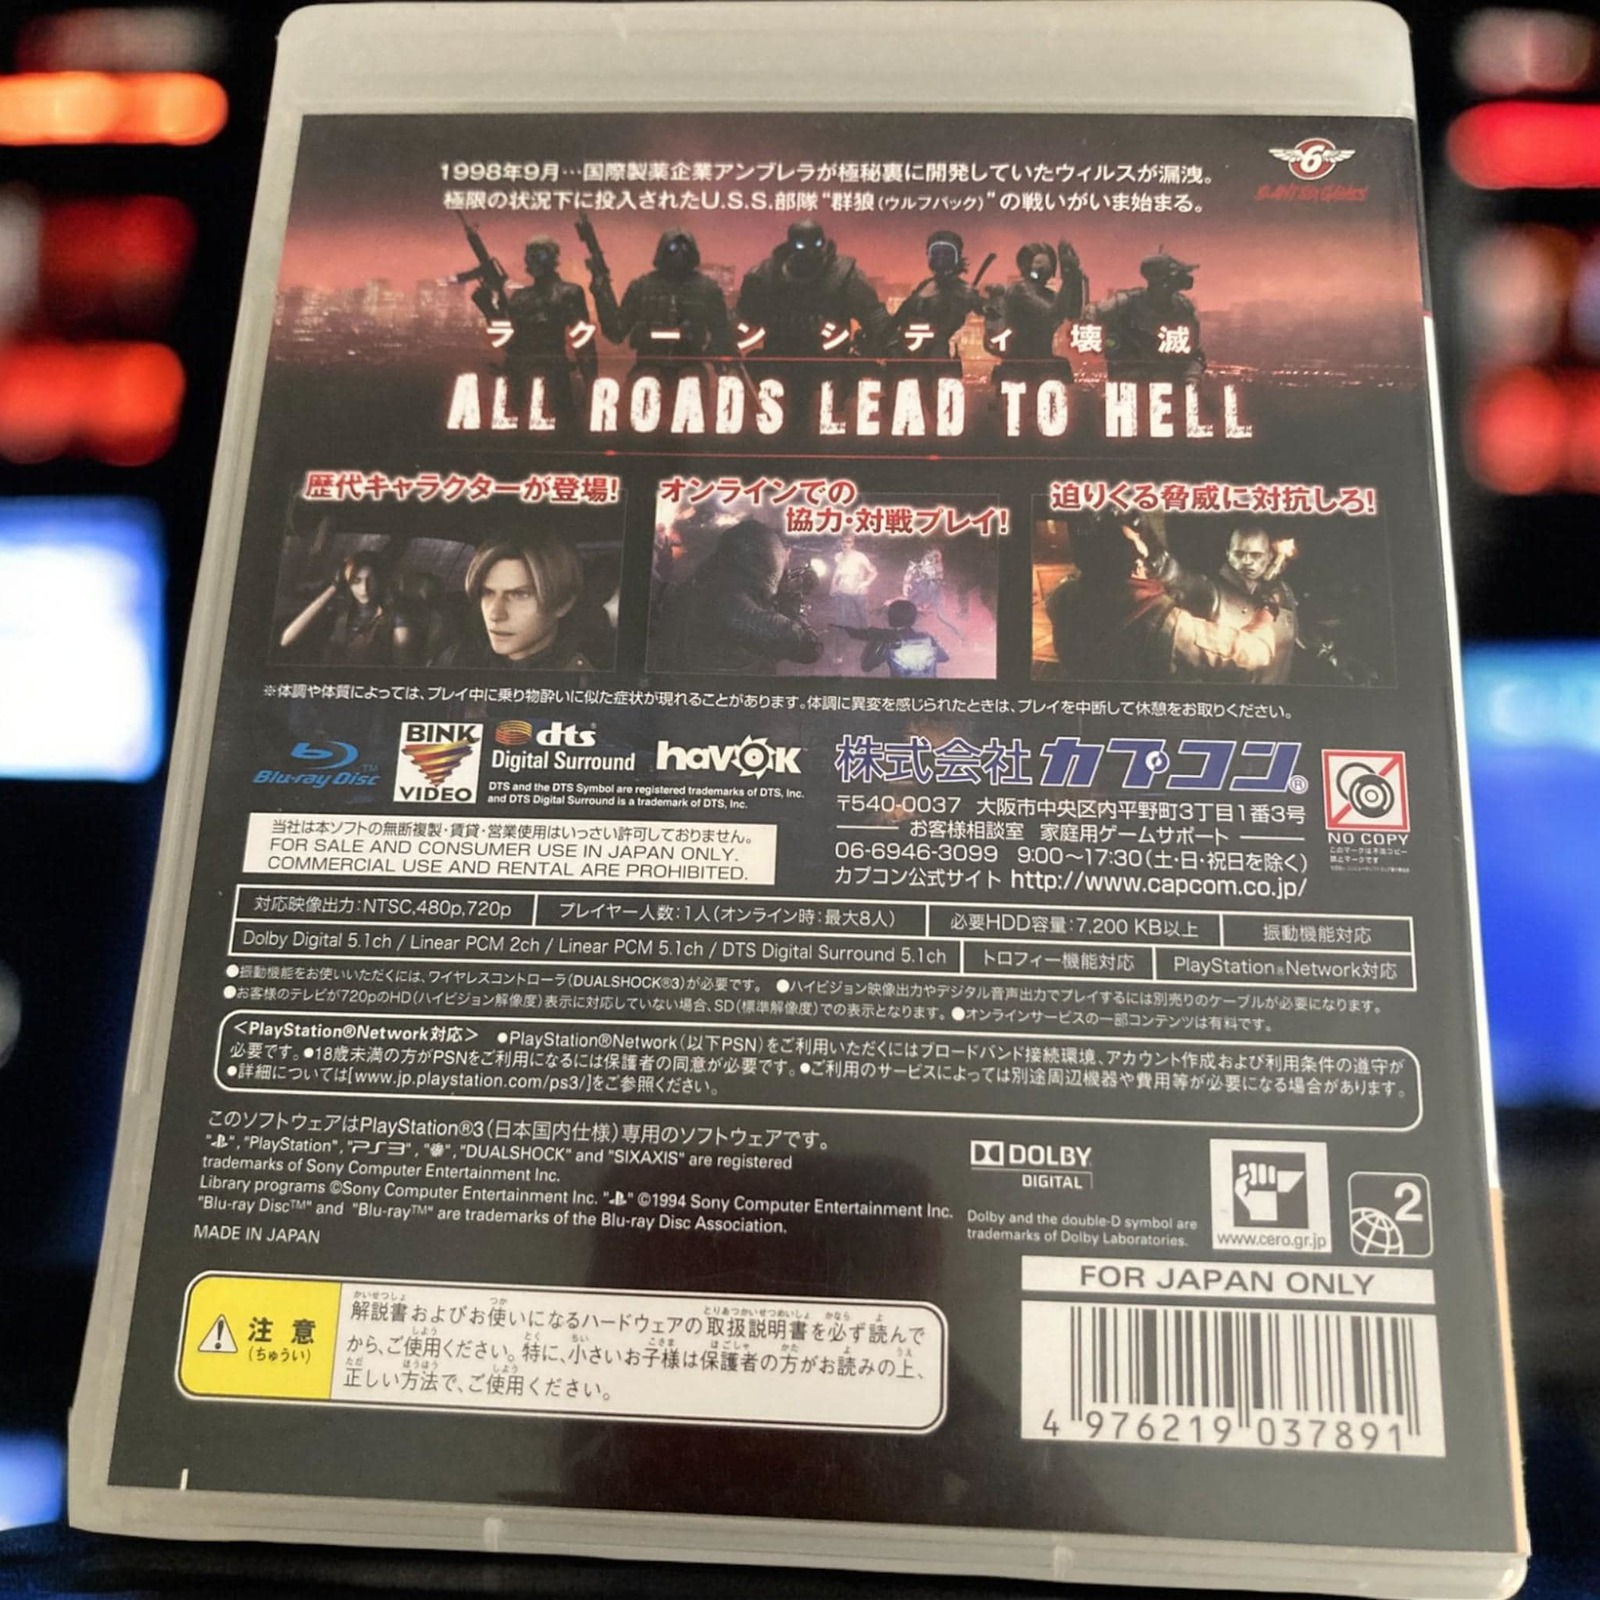 1998年9月…国際製薬企業アンブレラが極秘裏に開発していたウィルスが漏洩。
極限の状況下に投入されたU.S.S.部隊“群狼(ウルフパック)”の戦いがいま始まる。
6
SLANT SIX GAMES
ラクーンシティ壊滅
ALL ROADS LEAD TO HELL
歴代キャラクターが登場!
オンラインでの
協力・対戦プレイ!
迫りくる脅威に対抗しろ!
※体調や体質によっては、プレイ中に乗り物酔いに似た症状が現れることがあります。体調に異変を感じられたときは、プレイを中断して休憩をお取りください。
Blu-ray Disc™
BINK
VIDEO
dts
Digital Surround
havok
DTS and the DTS Symbol are registered trademarks of DTS, Inc.
and DTS Digital Surround is a trademark of DTS, Inc.
株式会社カプコン®
〒540-0037 大阪市中央区内平野町3丁目1番3号
お客様相談室 家庭用ゲームサポート
06-6946-3099 9:00〜17:30(土・日・祝日を除く)
カプコン公式サイト http://www.capcom.co.jp/
NO COPY
当社は本ソフトの無断複製・賃貸・営業使用はいっさい許可しておりません。
FOR SALE AND CONSUMER USE IN JAPAN ONLY.
COMMERCIAL USE AND RENTAL ARE PROHIBITED.
対応映像出力:NTSC,480p,720p
プレイヤー人数:1人(オンライン時:最大8人)
必要HDD容量:7,200 KB以上
振動機能対応
Dolby Digital 5.1ch / Linear PCM 2ch / Linear PCM 5.1ch / DTS Digital Surround 5.1ch
トロフィー機能対応
PlayStation®Network対応
●振動機能をお使いいただくには、ワイヤレスコントローラ(DUALSHOCK®3)が必要です。 ●ハイビジョン映像出力やデジタル音声出力でプレイするには別売りのケーブルが必要になります。
●お客様のテレビが720pのHD(ハイビジョン解像度)表示に対応していない場合、SD(標準解像度)での表示となります。●オンラインサービスの一部コンテンツは有料です。
<PlayStation®Network対応> ●PlayStation®Network(以下PSN)をご利用いただくにはブロードバンド接続環境、アカウント作成および利用条件の遵守が
必要です。●18歳未満の方がPSNをご利用になるには保護者の同意が必要です。●ご利用のサービスによっては別途周辺機器や費用等が必要になる場合があります。
●詳細については[www.jp.playstation.com/ps3/]をご参照ください。
このソフトウェアはPlayStation®3(日本国内仕様)専用のソフトウェアです。
"", "PlayStation", "PS3", "", "DUALSHOCK" and "SIXAXIS" are registered
trademarks of Sony Computer Entertainment Inc.
Library programs ©Sony Computer Entertainment Inc. "" ©1994 Sony Computer Entertainment Inc.
"Blu-ray Disc™" and "Blu-ray™" are trademarks of the Blu-ray Disc Association.
MADE IN JAPAN
DOLBY
DIGITAL
Dolby and the double-D symbol are
trademarks of Dolby Laboratories.
www.cero.gr.jp
2
FOR JAPAN ONLY
4 976219 037891
注意
(ちゅうい)
解説書およびお使いになるハードウェアの取扱説明書を必ず読んで
から、ご使用ください。特に、小さいお子様は保護者の方がお読みの上、
正しい方法で、ご使用ください。